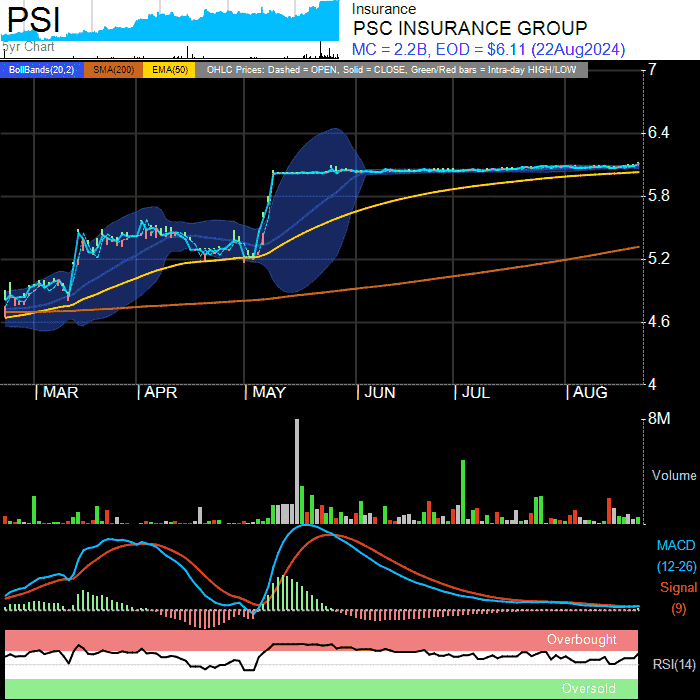 PSI
5yr Chart
Insurance
PSC INSURANCE GROUP
MC = 2.2B, EOD = $6.11 (22Aug2024)
BollBands(20,2) SMA(200) EMA(50) OHLC Prices: Dashed = OPEN, Solid = CLOSE, Green/Red bars = Intra-day HIGH/LOW
7
6.4
5.8
5.2
4.6
4
| MAR | APR | MAY | JUN | JUL | AUG
8M
Volume
MACD
(12-26)
Signal
(9)
Overbought
RSI(14)
Oversold